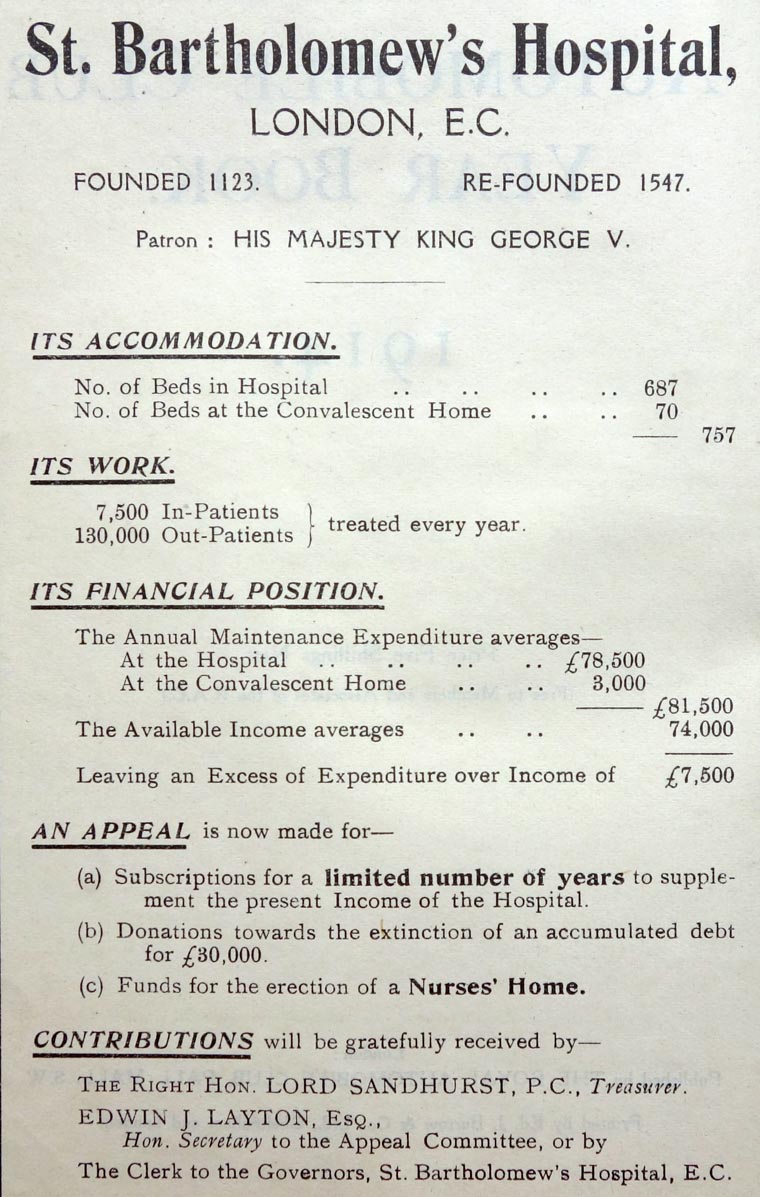 St. Bartholomew's Hospital,
LONDON, E.C.
FOUNDED 1123. RE-FOUNDED 1547.
Patron : HIS MAJESTY KING GEORGE V.
ITS ACCOMMODATION.
No. of Beds in Hospital .. .. .. .. 687
No. of Beds at the Convalescent Home .. .. 70
757
ITS WORK.
7,500 In-Patients
130,000 Out-Patients } treated every year.
ITS FINANCIAL POSITION.
The Annual Maintenance Expenditure averages—
At the Hospital .. .. .. .. £78,500
At the Convalescent Home .. .. 3,000
£81,500
The Available Income averages .. .. 74,000
Leaving an Excess of Expenditure over Income of £7,500
AN APPEAL is now made for—
(a) Subscriptions for a limited number of years to supple-
ment the present Income of the Hospital.
(b) Donations towards the extinction of an accumulated debt
for £30,000.
(c) Funds for the erection of a Nurses' Home.
CONTRIBUTIONS will be gratefully received by—
THE RIGHT HON. LORD SANDHURST, P.C., Treasurer.
EDWIN J. LAYTON, ESQ.,
Hon. Secretary to the Appeal Committee, or by
The Clerk to the Governors, St. Bartholomew's Hospital, E.C.